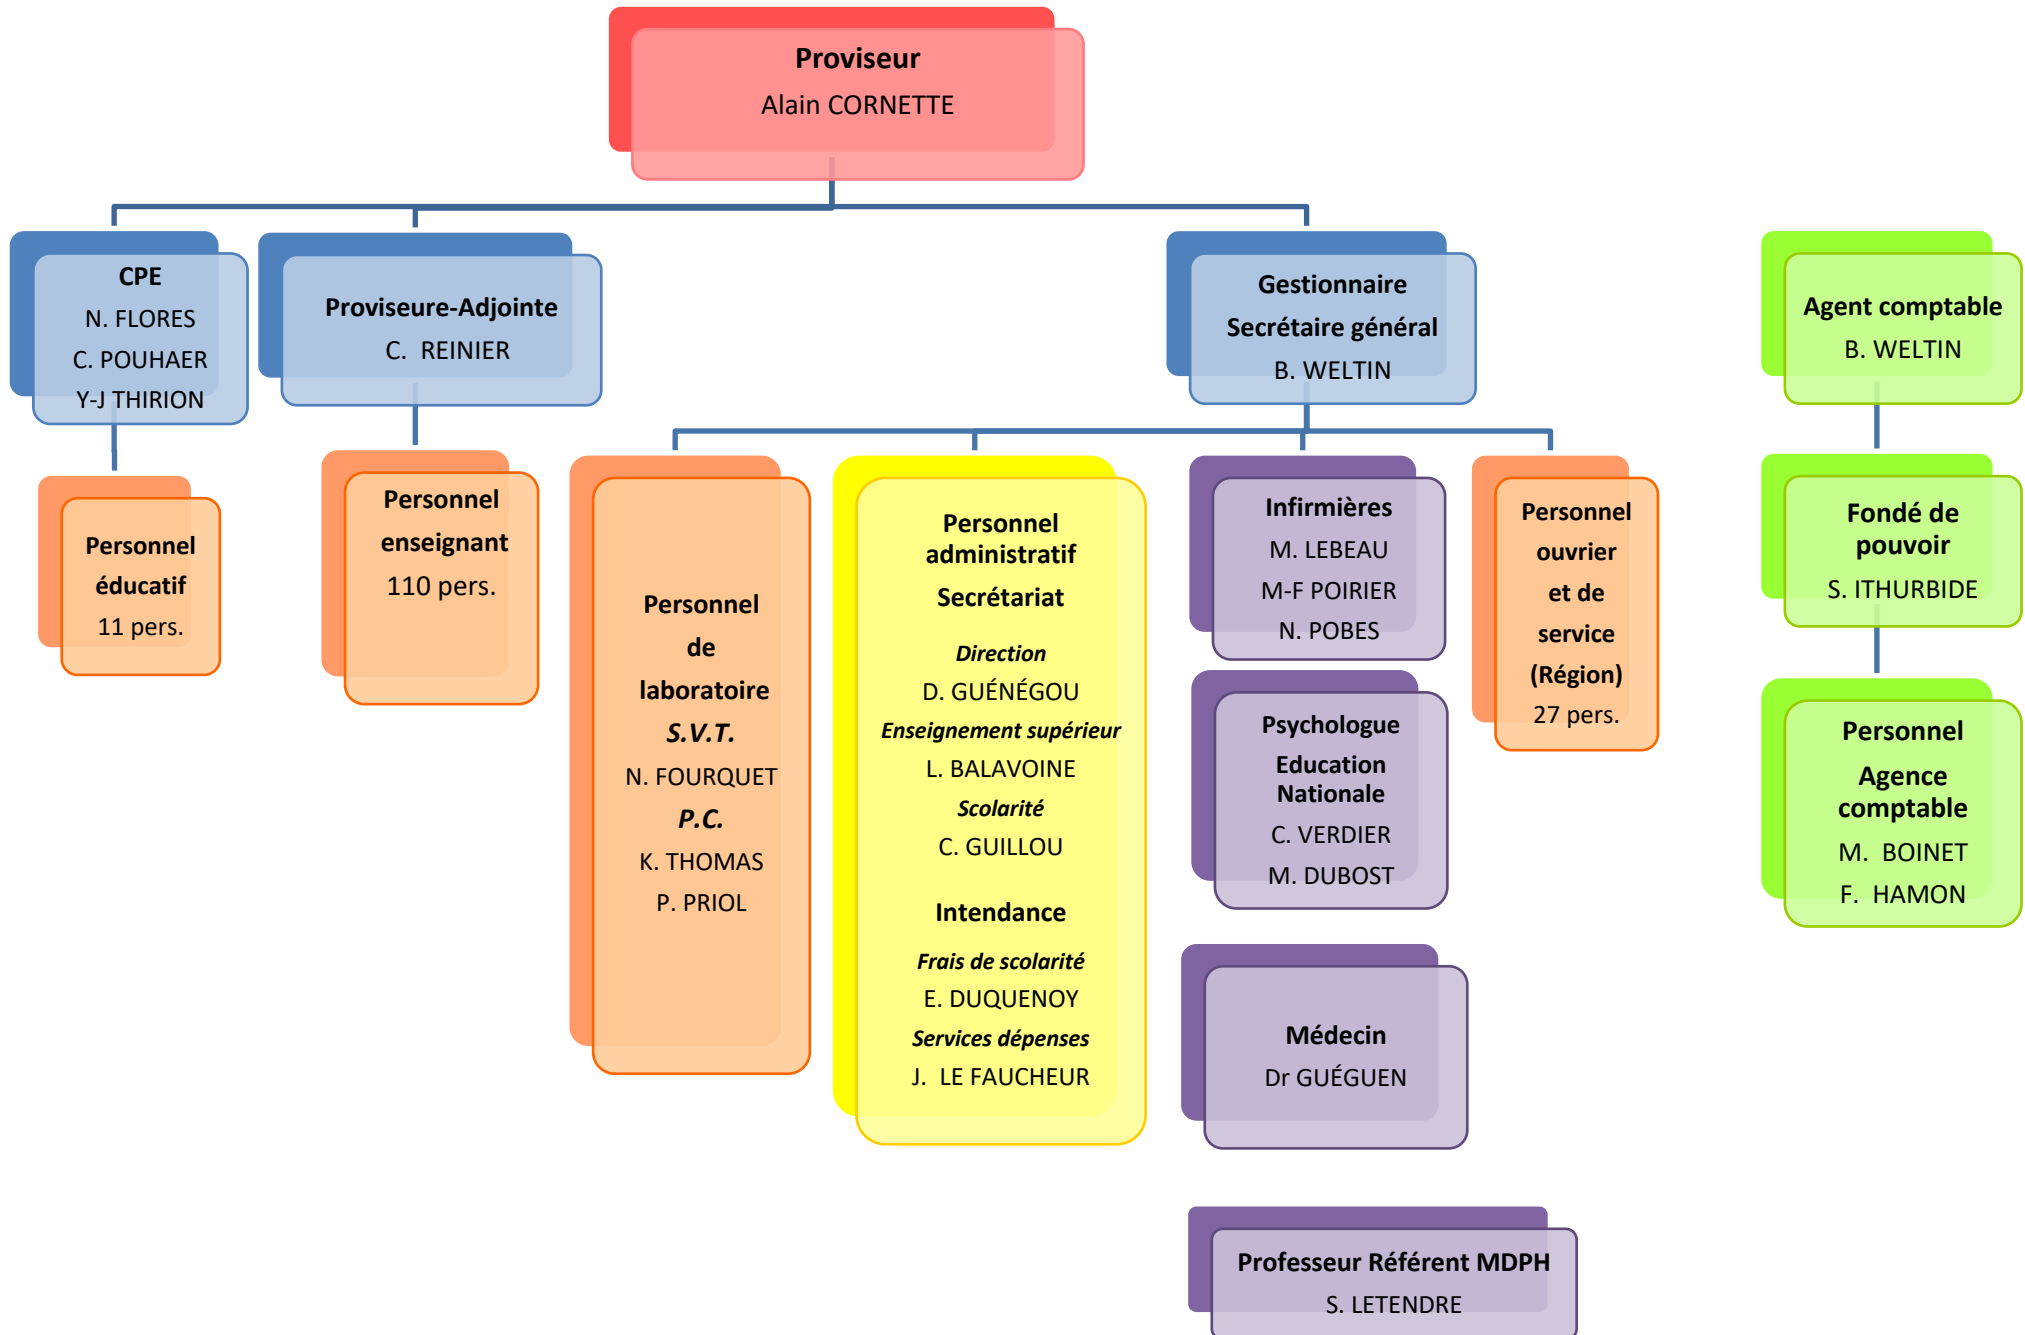 Proviseur
Alain CORNETTE
CPE
N. FLORES
C. POUHAER
Y-J THIRION
Proviseure-Adjointe
C. REINIER
Gestionnaire
Secrétaire général
B. WELTIN
Agent comptable
B. WELTIN
Personnel
éducatif
11 pers.
Personnel
enseignant
110 pers.
Personnel
de
laboratoire
S.V.T.
N. FOURQUET
P.C.
K. THOMAS
P. PRIOL
Personnel
administratif
Secrétariat
Direction
D. GUÉNÉGOU
Enseignement supérieur
L. BALAVOINE
Scolarité
C. GUILLOU
Intendance
Frais de scolarité
E. DUQUENOY
Services dépenses
J. LE FAUCHEUR
Infirmières
M. LEBEAU
M-F POIRIER
N. POBES
Psychologue
Education
Nationale
C. VERDIER
M. DUBOST
Médecin
Dr GUÉGUEN
Professeur Référent MDPH
S. LETENDRE
Personnel
ouvrier
et de
service
(Région)
27 pers.
Fondé de
pouvoir
S. ITHURBIDE
Personnel
Agence
comptable
M. BOINET
F. HAMON